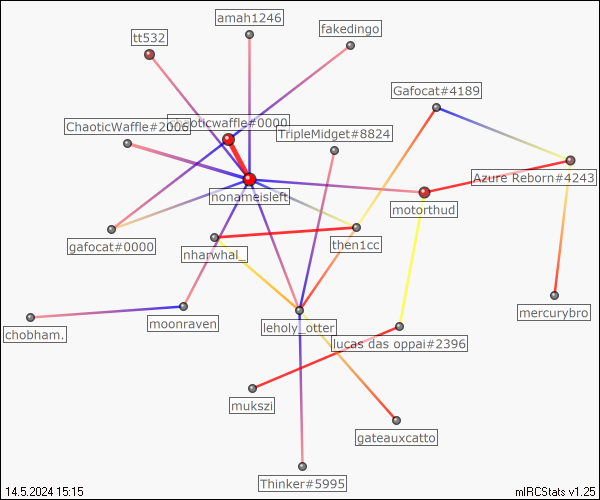 amah1246
fakedingo
tt532
Gafocat#4189
chaoticwaffle#0000
ChaoticWaffle#2006
TripleMidget#8824
Azure Reborn#4243
nonameisleft
motorthud
gafocat#0000
then1cc
nharwhal_
mercurybro
moonraven
leholy_otter
chobham.
lucas das oppai#2396
mukszi
gateauxcatto
Thinker#5995
14.5.2024 15:15
mIRCStats v1.25